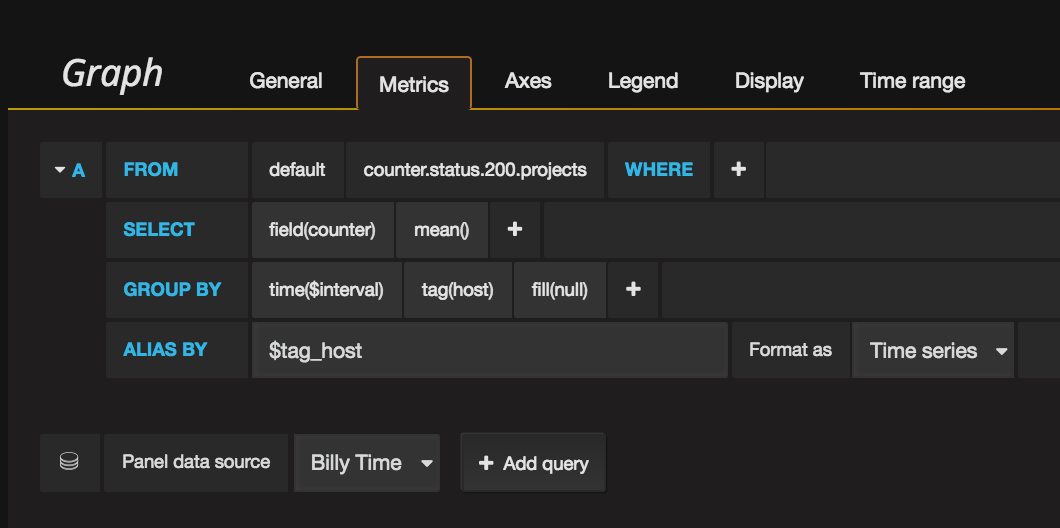 Graph General Metrics Axes Legend Display Time range
A FROM default counter.status.200.projects WHERE +
SELECT field(counter) mean() +
GROUP BY time($interval) tag(host) fill(null) +
ALIAS BY $tag_host Format as Time series
Panel data source Billy Time + Add query